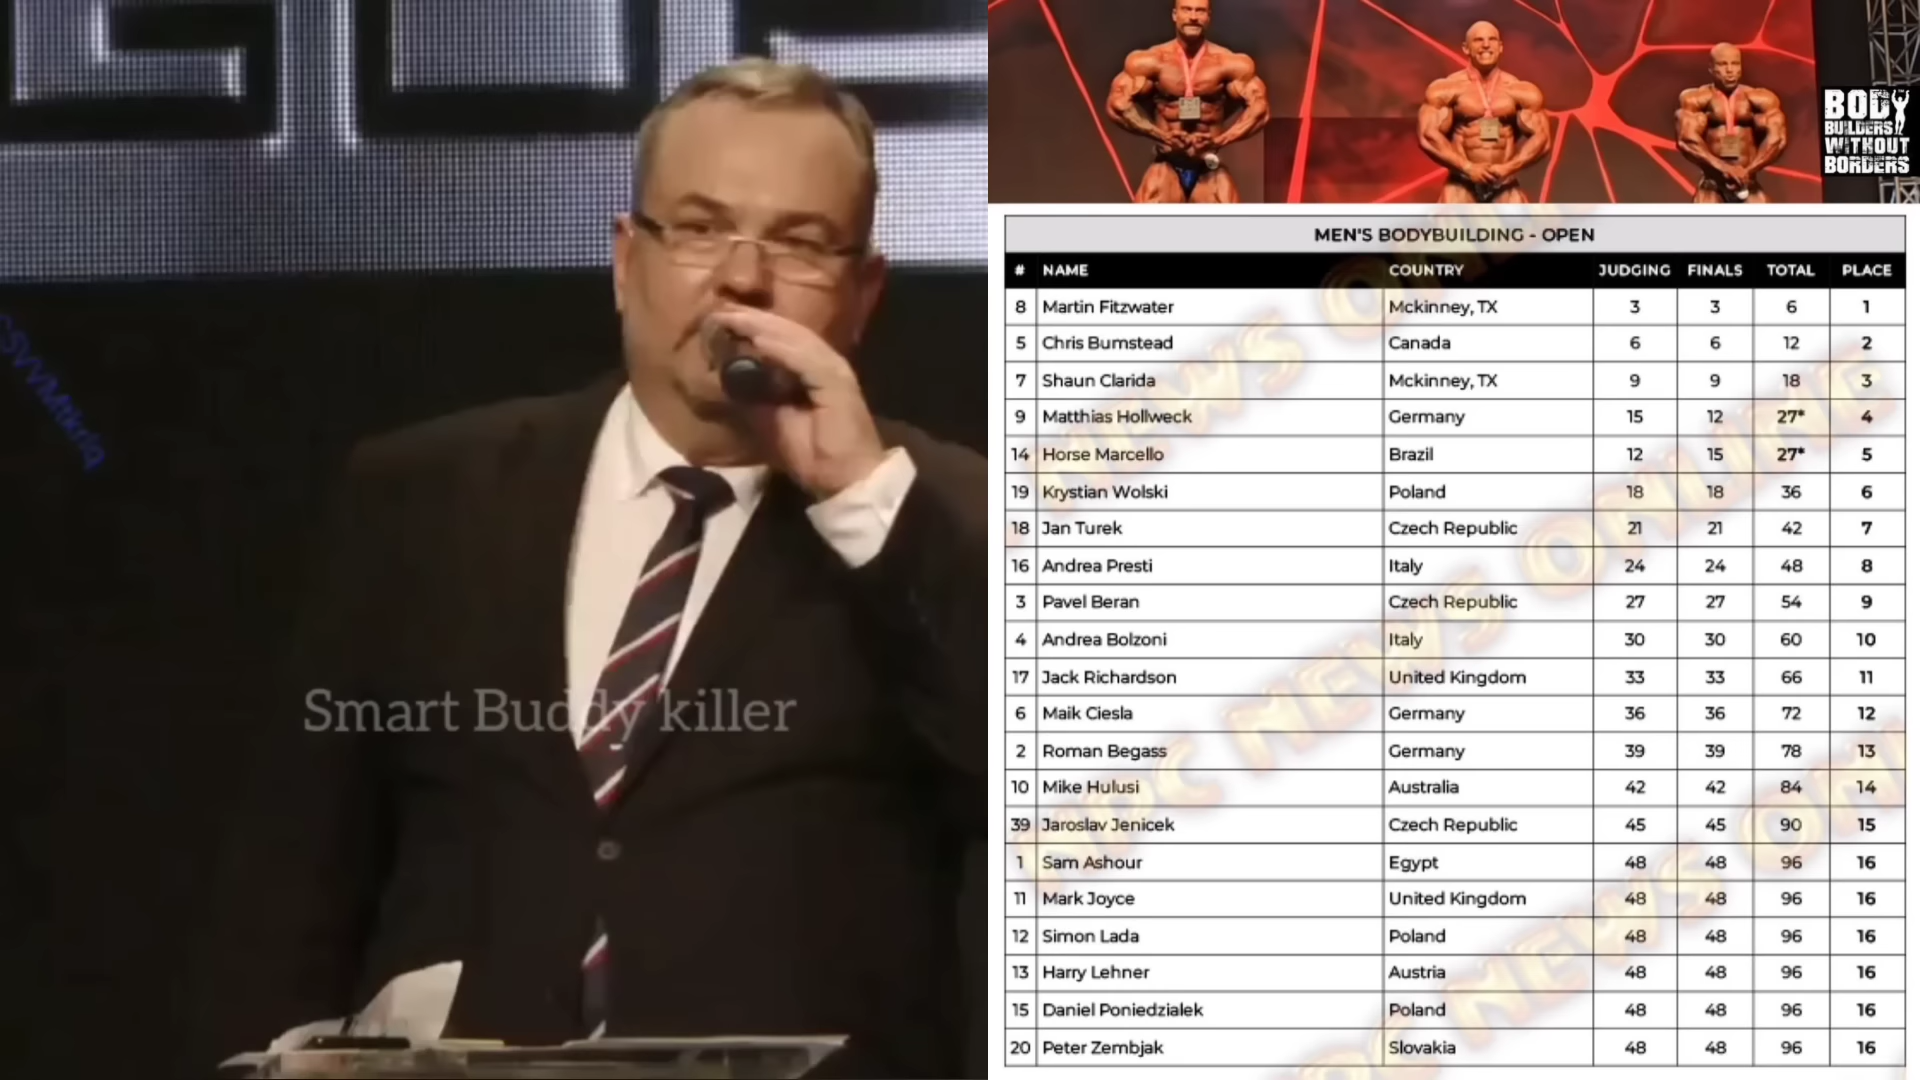 Smart Buddy killer
BODY
BUILDERS
WITHOUT
BORDERS
MEN'S BODYBUILDING - OPEN
# NAME COUNTRY JUDGING FINALS TOTAL PLACE
8 Martin Fitzwater Mckinney, TX 3 3 6 1
5 Chris Bumstead Canada 6 6 12 2
7 Shaun Clarida Mckinney, TX 9 9 18 3
9 Matthias Hollweck Germany 15 12 27* 4
14 Horse Marcello Brazil 12 15 27* 5
19 Krystian Wolski Poland 18 18 36 6
18 Jan Turek Czech Republic 21 21 42 7
16 Andrea Presti Italy 24 24 48 8
3 Pavel Beran Czech Republic 27 27 54 9
4 Andrea Bolzoni Italy 30 30 60 10
17 Jack Richardson United Kingdom 33 33 66 11
6 Maik Ciesla Germany 36 36 72 12
2 Roman Begass Germany 39 39 78 13
10 Mike Hulusi Australia 42 42 84 14
39 Jaroslav Jenicek Czech Republic 45 45 90 15
1 Sam Ashour Egypt 48 48 96 16
11 Mark Joyce United Kingdom 48 48 96 16
12 Simon Lada Poland 48 48 96 16
13 Harry Lehner Austria 48 48 96 16
15 Daniel Poniedzialek Poland 48 48 96 16
20 Peter Zembjak Slovakia 48 48 96 16
NPC NEWS ONLINE